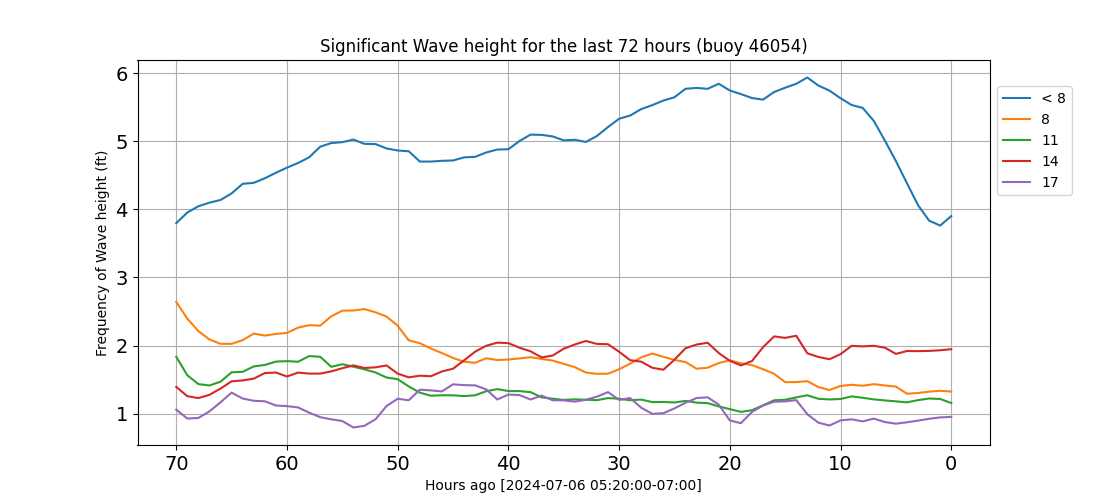 Significant Wave height for the last 72 hours (buoy 46054)
Frequency of Wave height (ft)
6
5
4
3
2
1
70 60 50 40 30 20 10 0
Hours ago [2024-07-06 05:20:00-07:00]
< 8
8
11
14
17